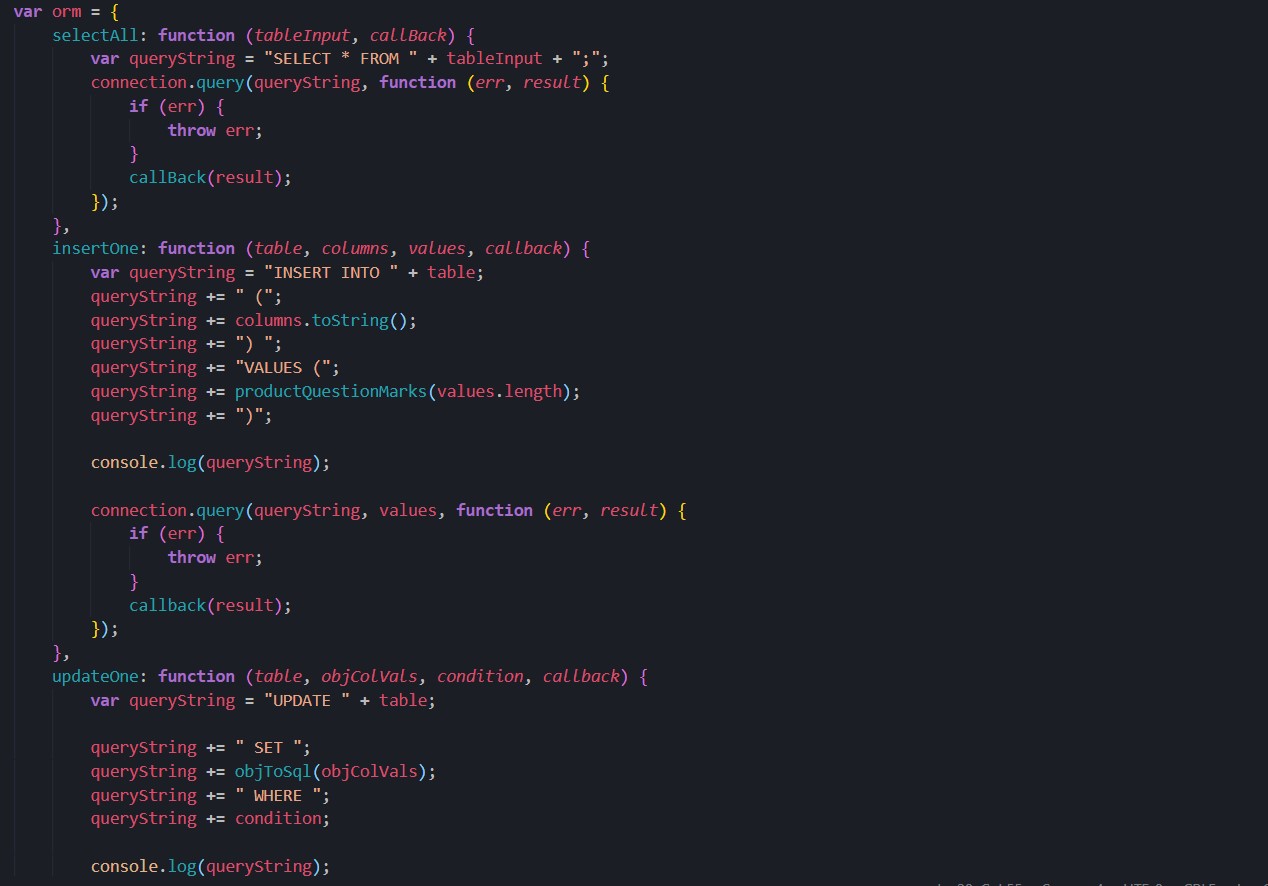 var orm = {
    selectAll: function (tableInput, callBack) {
        var queryString = "SELECT * FROM " + tableInput + ";";
        connection.query(queryString, function (err, result) {
            if (err) {
                throw err;
            }
            callBack(result);
        });
    },
    insertOne: function (table, columns, values, callback) {
        var queryString = "INSERT INTO " + table;
        queryString += " (";
        queryString += columns.toString();
        queryString += ") ";
        queryString += "VALUES (";
        queryString += productQuestionMarks(values.length);
        queryString += ")";

        console.log(queryString);

        connection.query(queryString, values, function (err, result) {
            if (err) {
                throw err;
            }
            callback(result);
        });
    },
    updateOne: function (table, objColVals, condition, callback) {
        var queryString = "UPDATE " + table;

        queryString += " SET ";
        queryString += objToSql(objColVals);
        queryString += " WHERE ";
        queryString += condition;

        console.log(queryString);